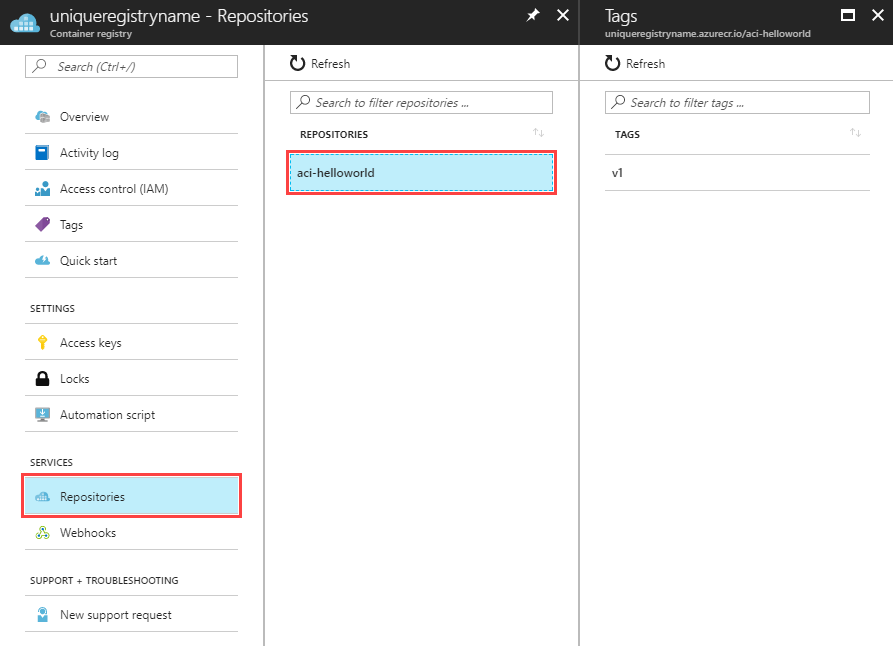 uniqueregistryname - Repositories
Container registry
Search (Ctrl+/)
Overview
Activity log
Access control (IAM)
Tags
Quick start
SETTINGS
Access keys
Locks
Automation script
SERVICES
Repositories
Webhooks
SUPPORT + TROUBLESHOOTING
New support request
Refresh
Search to filter repositories ...
REPOSITORIES
aci-helloworld
Tags
uniqueregistryname.azurecr.io/aci-helloworld
Refresh
Search to filter tags ...
TAGS
v1